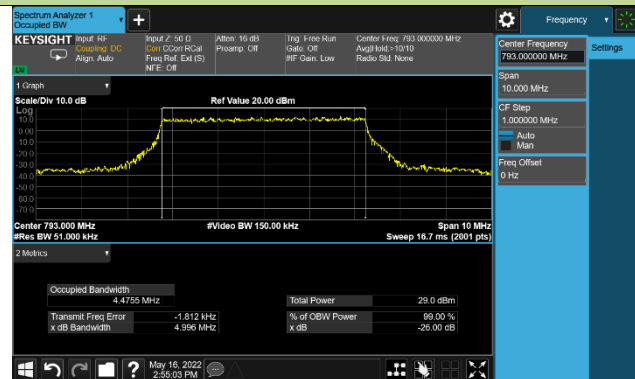 Spectrum Analyzer 1
Occupied BW
Frequency
KEYSIGHT Input: RF
Coupling: DC
Align: Auto
Input Z: 50 Ω
Corr CCorr RCal
Freq Ref: Ext (S)
NFE: Off
Atten: 16 dB
Preamp: Off
Trig: Free Run
Gate: Off
#IF Gain: Low
Center Freq: 793.000000 MHz
Avg|Hold:>10/10
Radio Std: None
Center Frequency
793.000000 MHz
Settings
Span
10.000 MHz
CF Step
1.000000 MHz
Auto
Man
Freq Offset
0 Hz
1 Graph
Scale/Div 10.0 dB
Ref Value 20.00 dBm
Log
10.0
0.00
-10.0
-20.0
-30.0
-40.0
-50.0
-60.0
-70.0
Center 793.000 MHz
#Video BW 150.00 kHz
Span 10 MHz
#Res BW 51.000 kHz
Sweep 16.7 ms (2001 pts)
2 Metrics
Occupied Bandwidth
4.4755 MHz
Total Power 29.0 dBm
Transmit Freq Error -1.812 kHz
% of OBW Power 99.00 %
x dB Bandwidth 4.996 MHz
x dB -26.00 dB
May 16, 2022
2:55:03 PM